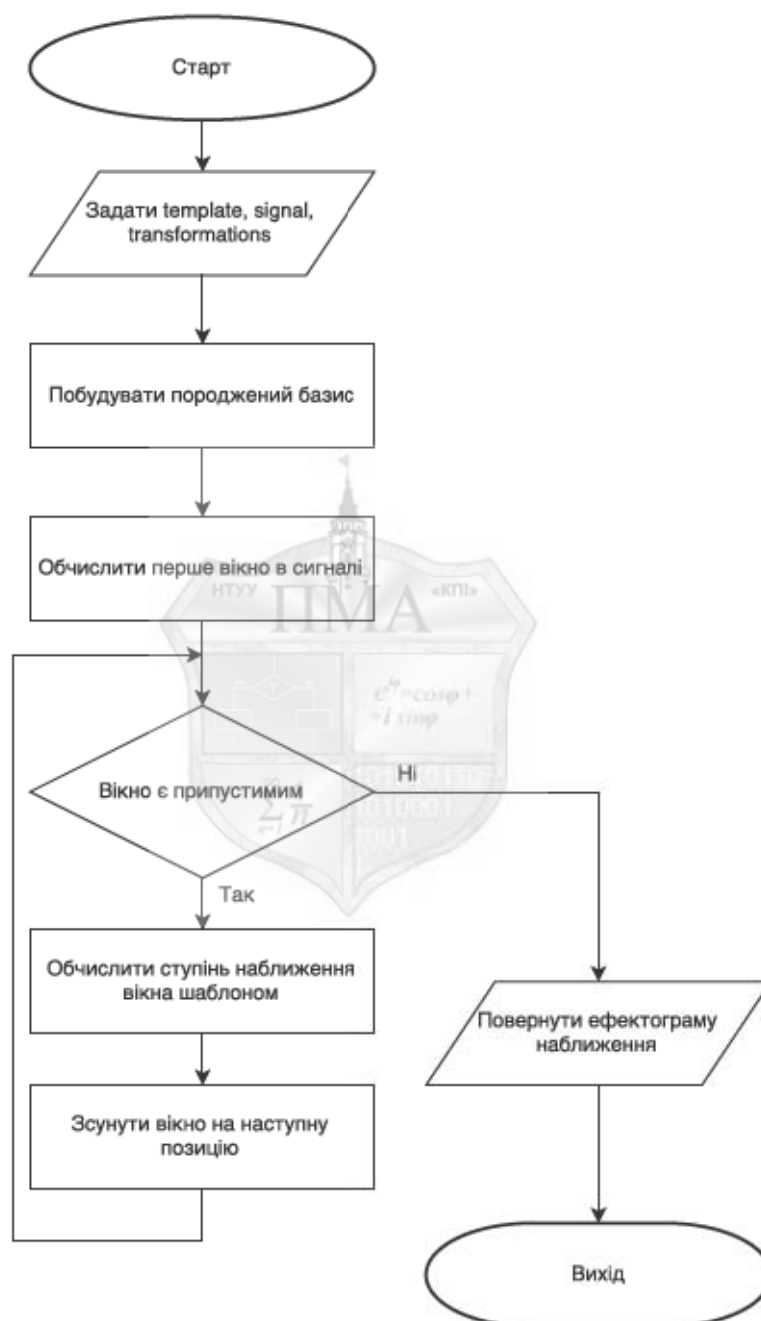 Старт
Задати template, signal,
transformations
Побудувати породжений базис
Обчислити перше вікно в сигналі
НТУУ «КПІ»
ПМА
Вікно є припустимим
Ні
Так
Обчислити ступінь наближення
вікна шаблоном
Зсунути вікно на наступну
позицію
Повернути ефектограму
наближення
Вихід